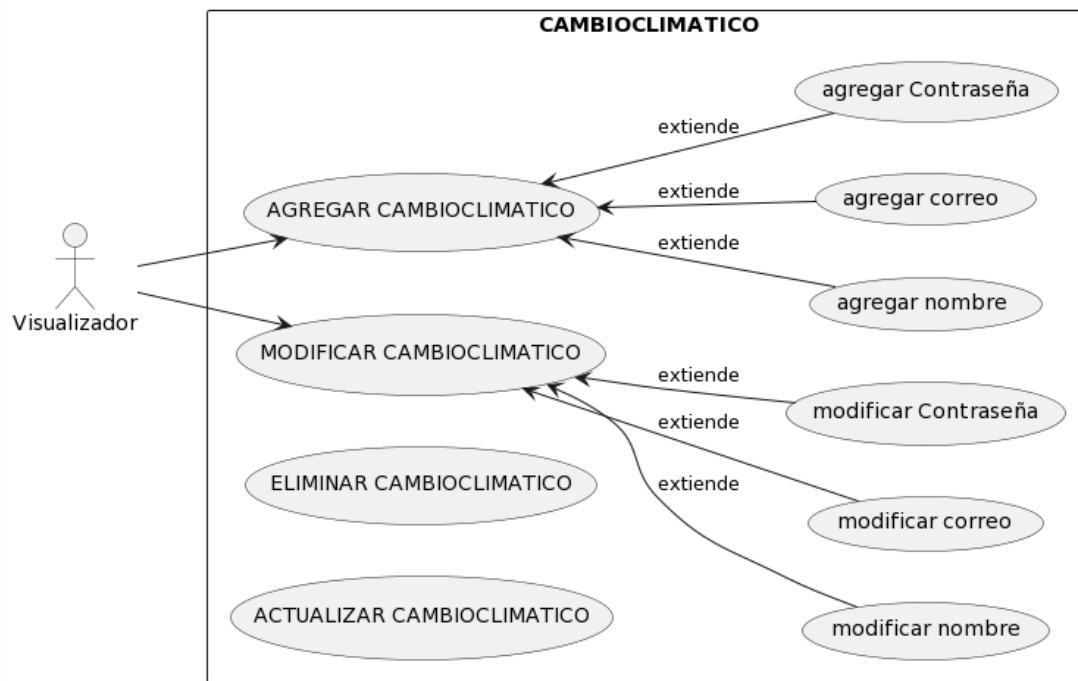 CAMBIOCLIMATICO
agregar Contraseña
extiende
AGREGAR CAMBIOCLIMATICO
extiende
agregar correo
extiende
agregar nombre
Visualizador
MODIFICAR CAMBIOCLIMATICO
extiende
modificar Contraseña
extiende
modificar correo
extiende
modificar nombre
ELIMINAR CAMBIOCLIMATICO
ACTUALIZAR CAMBIOCLIMATICO